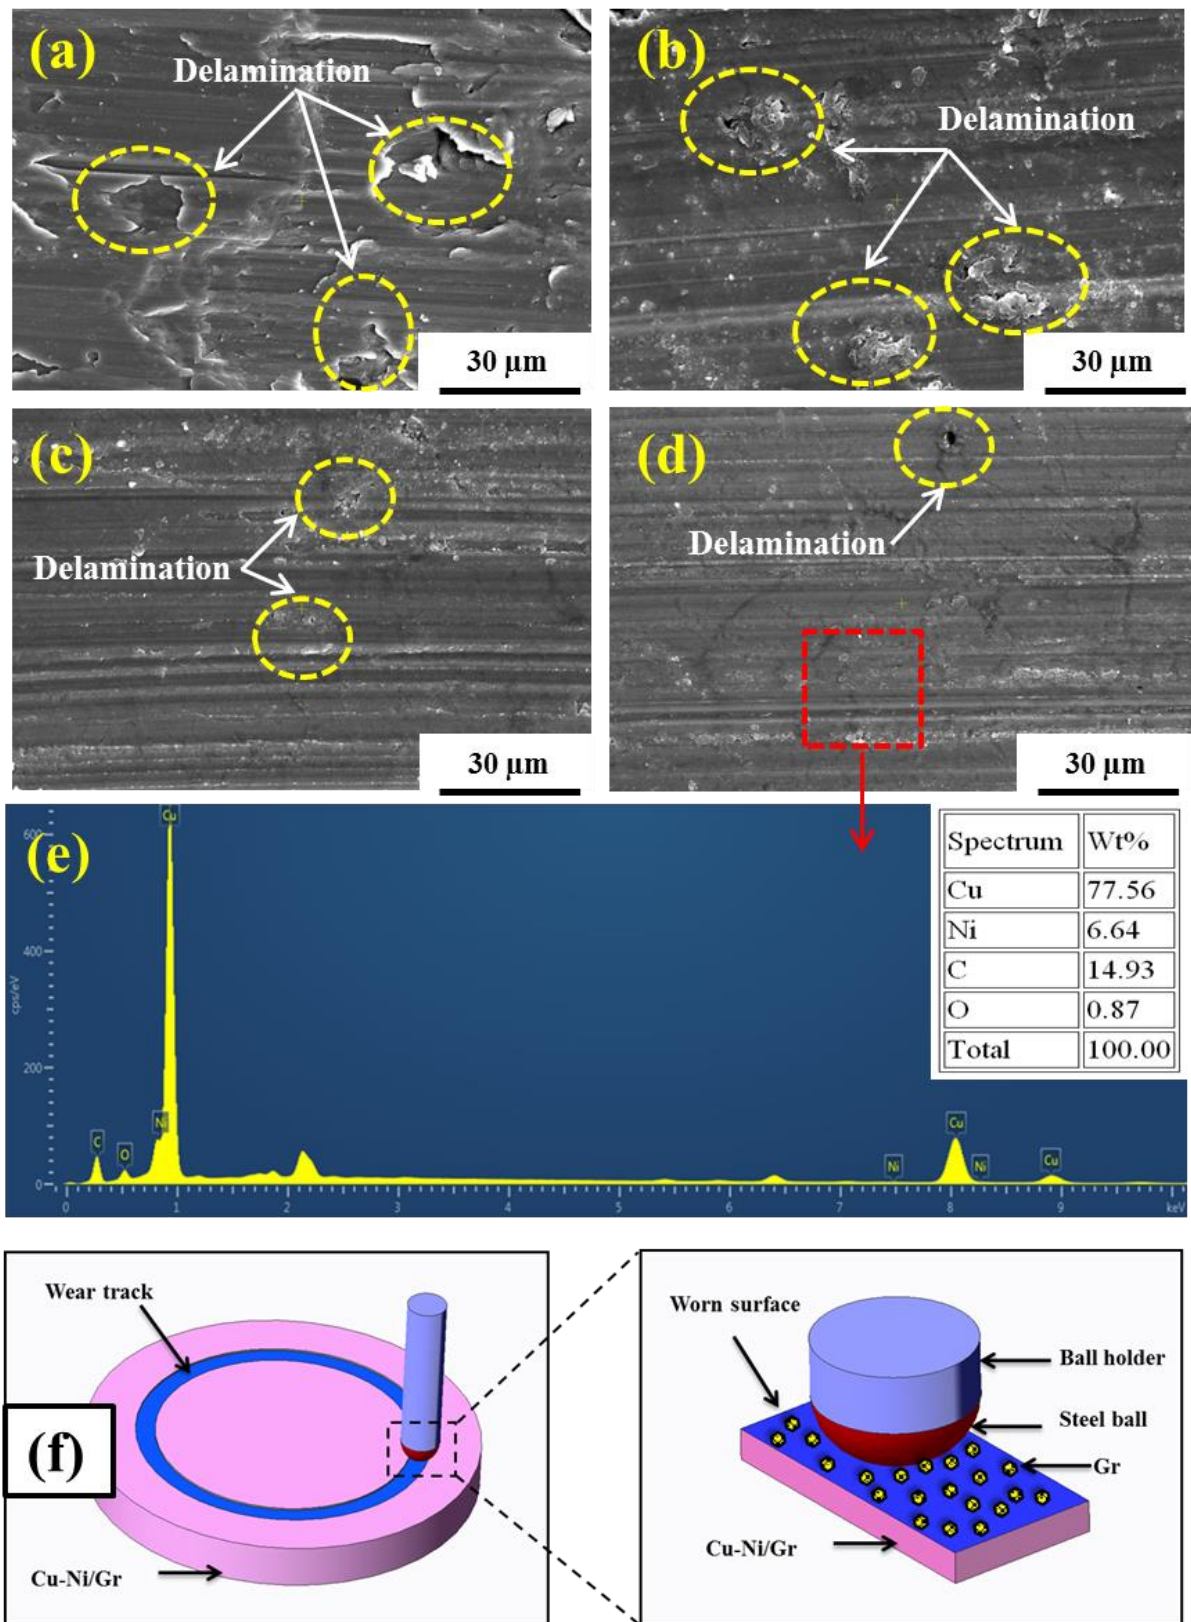 (a)
Delamination
30 μm
(b)
Delamination
30 μm
(c)
Delamination
30 μm
(d)
Delamination
30 μm
(e)
cps/eV
600
400
200
0
Cu
C
O
Ni
Ni
Cu
Ni
Cu
0 1 2 3 4 5 6 7 8 9 keV
Spectrum Wt%
Cu 77.56
Ni 6.64
C 14.93
O 0.87
Total 100.00
(f)
Wear track
Cu-Ni/Gr
Worn surface
Ball holder
Steel ball
Gr
Cu-Ni/Gr